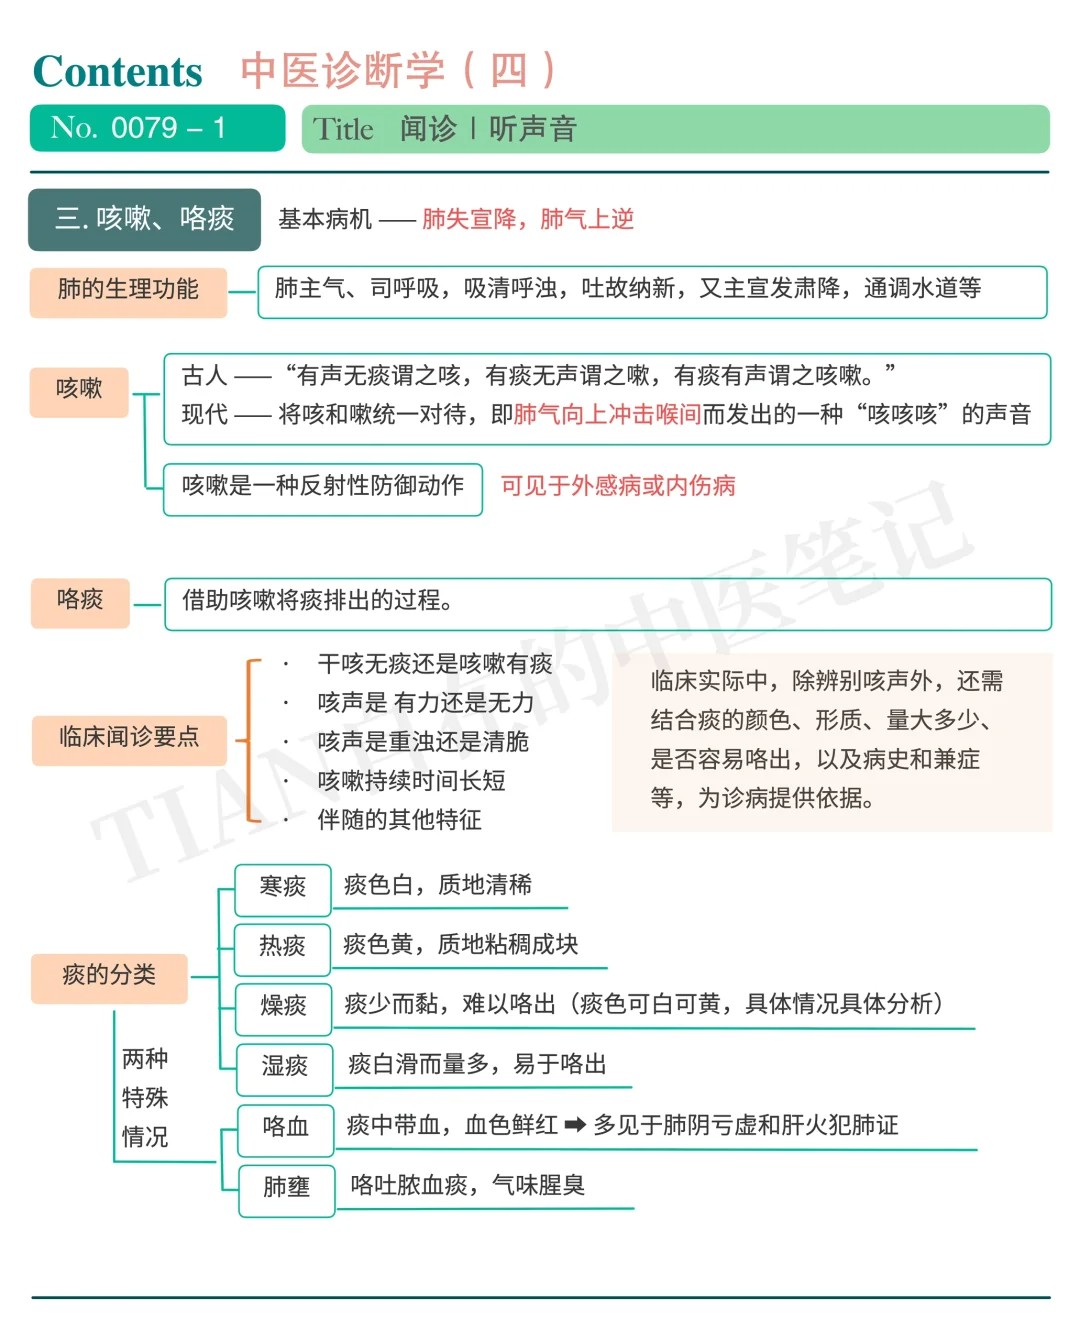 Contents 中医诊断学（四）
No. 0079 – 1
Title 闻诊 | 听声音
三. 咳嗽、咯痰
基本病机 —— 肺失宣降，肺气上逆
肺的生理功能
肺主气、司呼吸，吸清呼浊，吐故纳新，又主宣发肃降，通调水道等
咳嗽
古人 —— “有声无痰谓之咳，有痰无声谓之嗽，有痰有声谓之咳嗽。”
现代 —— 将咳和嗽统一对待，即肺气向上冲击喉间而发出的一种“咳咳咳”的声音
咳嗽是一种反射性防御动作
可见于外感病或内伤病
咯痰
借助咳嗽将痰排出的过程。
临床闻诊要点
· 干咳无痰还是咳嗽有痰
· 咳声是 有力还是无力
· 咳声是重浊还是清脆
· 咳嗽持续时间长短
· 伴随的其他特征
临床实际中，除辨别咳声外，还需
结合痰的颜色、形质、量大多少、
是否容易咯出，以及病史和兼症
等，为诊病提供依据。
痰的分类
寒痰 痰色白，质地清稀
热痰 痰色黄，质地粘稠成块
燥痰 痰少而黏，难以咯出（痰色可白可黄，具体情况具体分析）
湿痰 痰白滑而量多，易于咯出
两种
特殊
情况
咯血 痰中带血，血色鲜红 ➡ 多见于肺阴亏虚和肝火犯肺证
肺壅 咯吐脓血痰，气味腥臭
TIAN自在的中医笔记